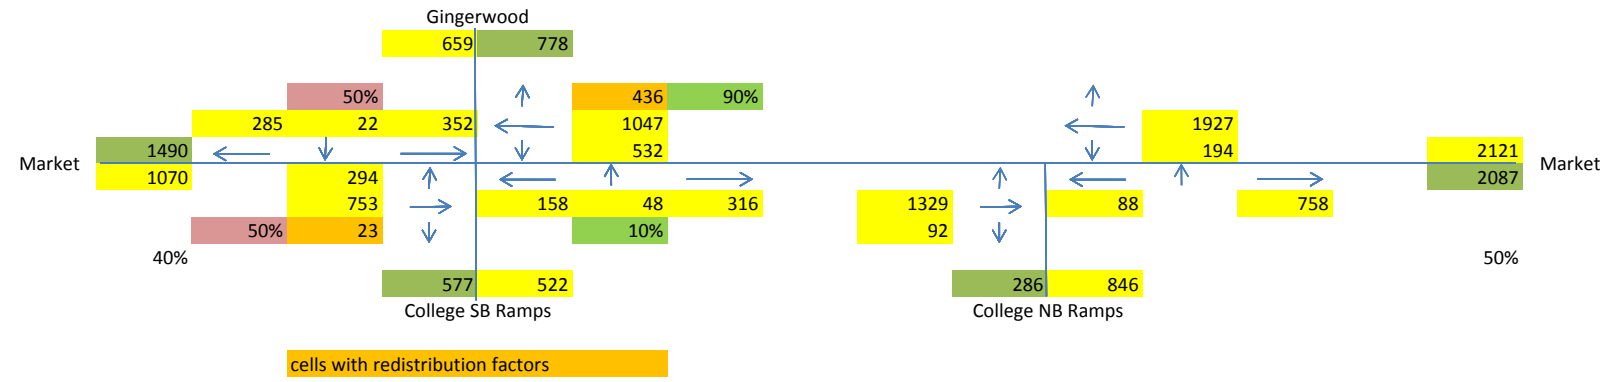 Gingerwood
659 778
50% 436 90%
285 22 352 1047 1927
1490 532 194 2121
Market Market
1070 294 2087
753 158 48 316 1329 88 758
50% 23 10% 92
40% 50%
577 522 286 846
College SB Ramps College NB Ramps
cells with redistribution factors